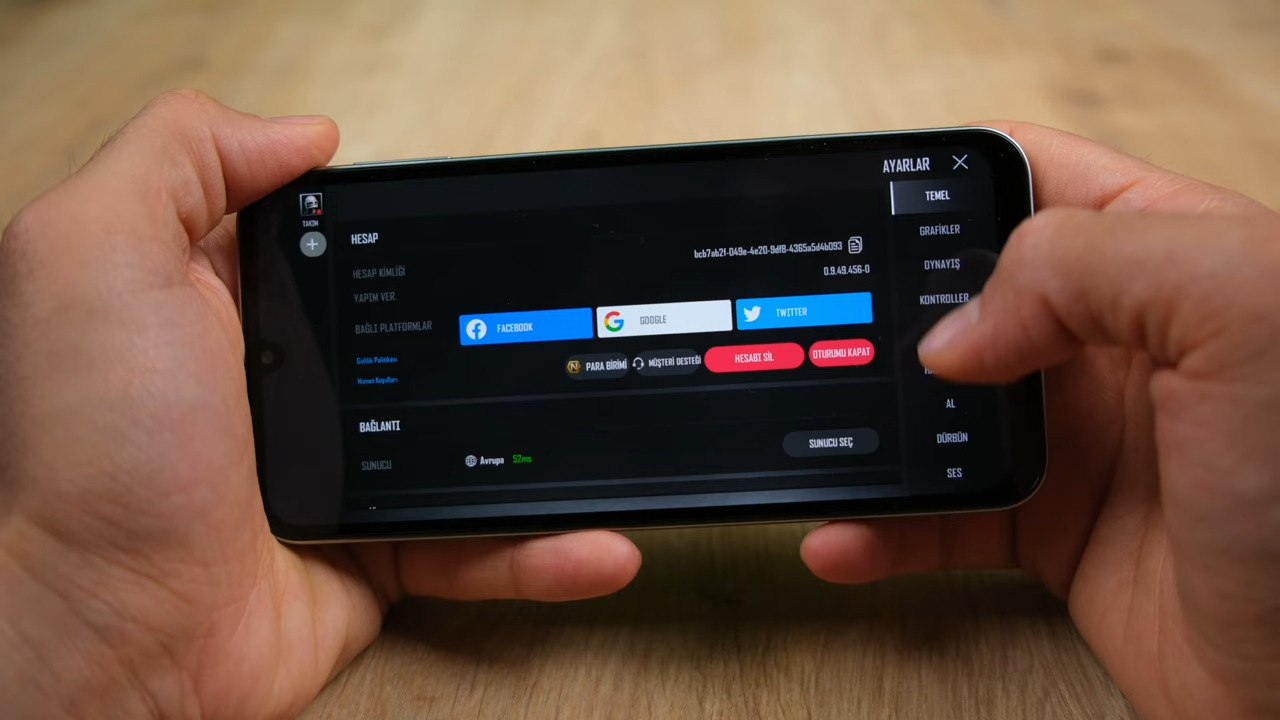 AYARLAR
TAKIM
TEMEL
HESAP
GRAFİKLER
HESAP KİMLİĞİ
bcb7ab2f-049e-4e20-9df8-4365a5d4b093
OYNAYIŞ
YAPIM VER.
0.9.49.456-0
KONTROLLER
BAĞLI PLATFORMLAR
FACEBOOK
GOOGLE
TWITTER
Gizlilik Politikası
Hizmet Koşulları
PARA BİRİMİ
MÜŞTERİ DESTEĞİ
HESABI SİL
OTURUMU KAPAT
AL
BAĞLANTI
DÜRBÜN
SUNUCU
Avrupa 52ms
SUNUCU SEÇ
SES